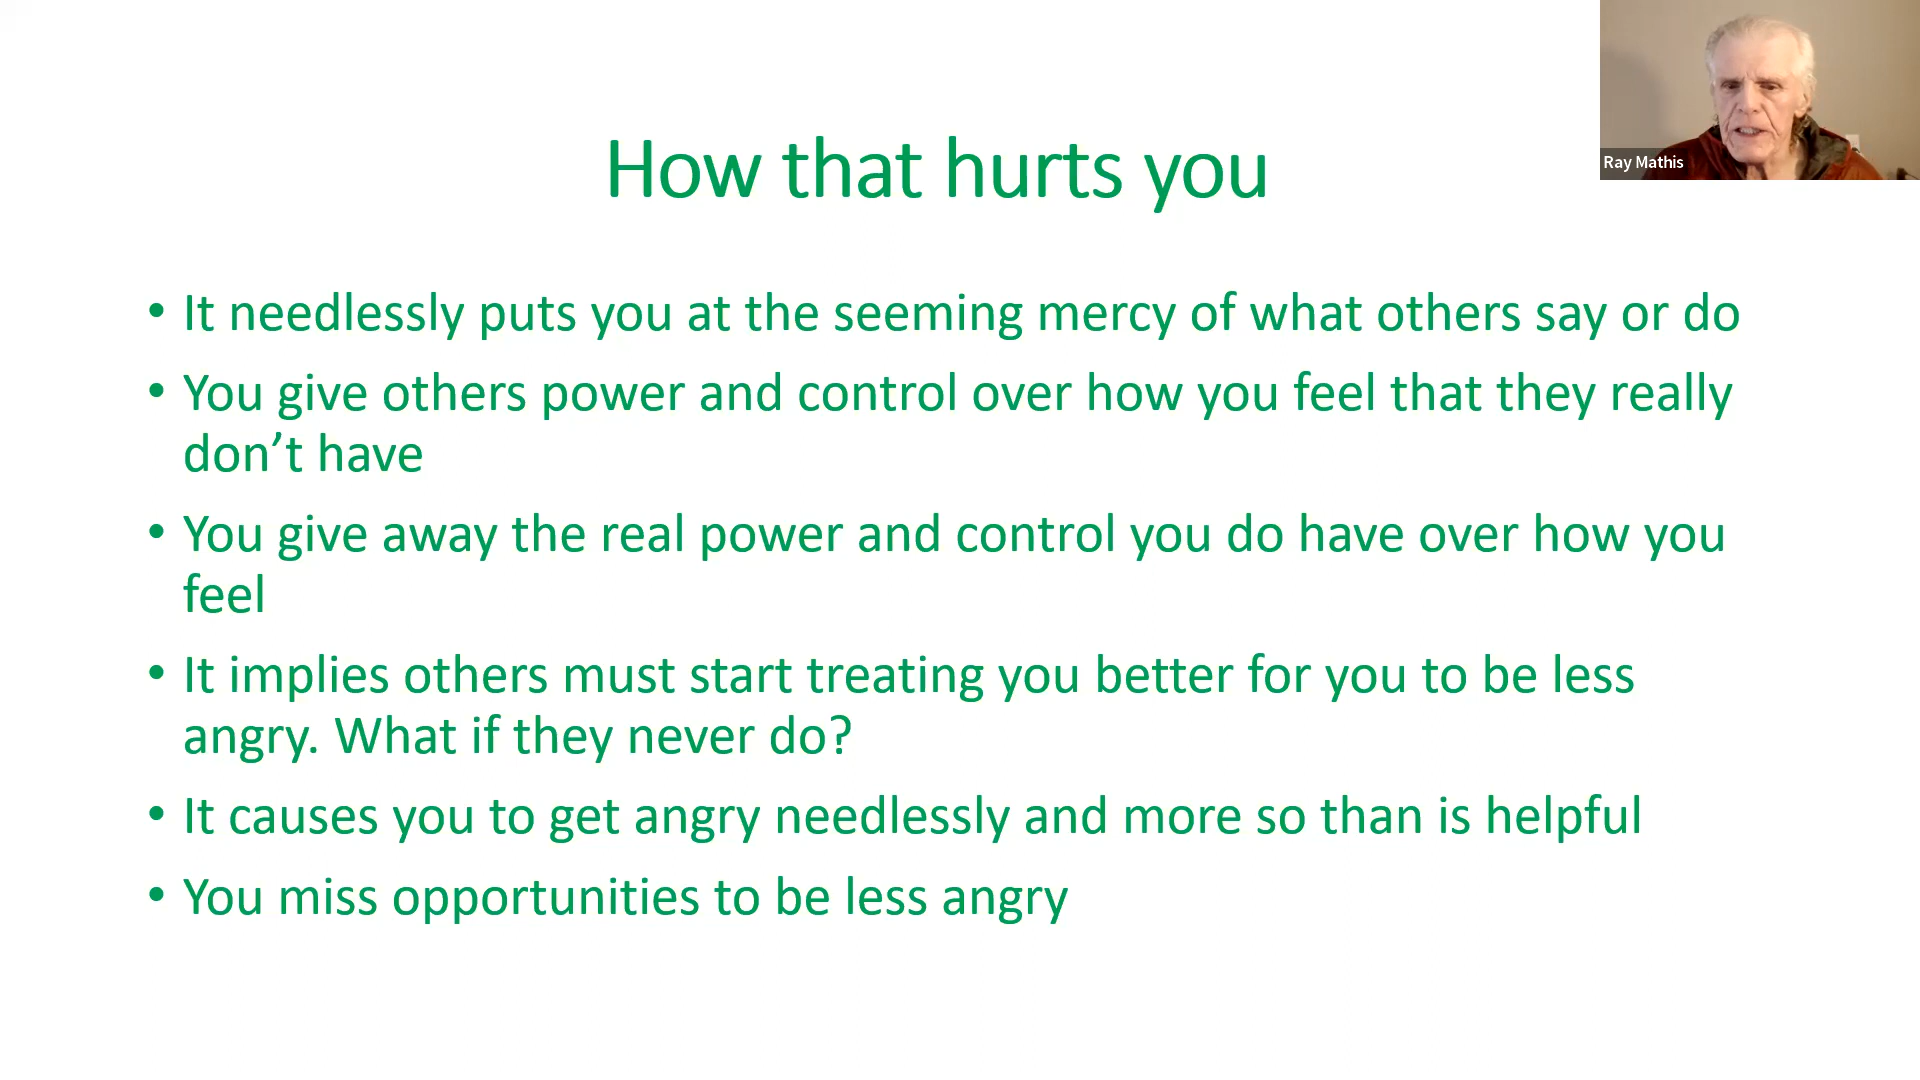 How that hurts you
Ray Mathis
• It needlessly puts you at the seeming mercy of what others say or do
• You give others power and control over how you feel that they really
don’t have
• You give away the real power and control you do have over how you
feel
• It implies others must start treating you better for you to be less
angry. What if they never do?
• It causes you to get angry needlessly and more so than is helpful
• You miss opportunities to be less angry